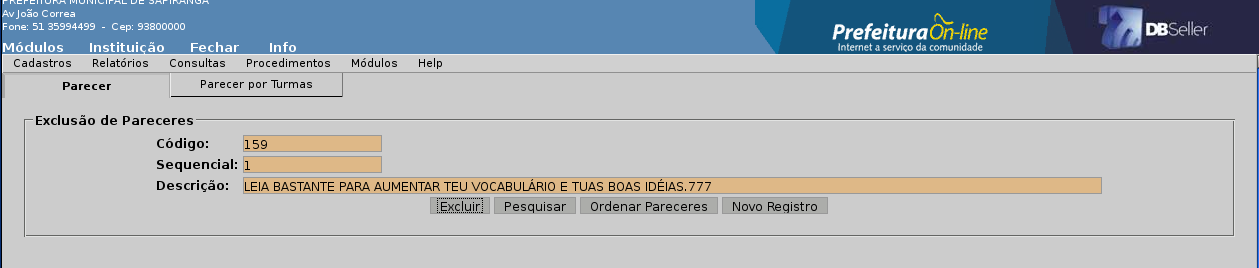 PREFEITURA MUNICIPAL DE SAPIRANGA
Av João Correa
Fone: 51 35994499 - Cep: 93800000
Prefeitura On-line
Internet a serviço da comunidade
DBSeller
Módulos Instituição Fechar Info
Cadastros Relatórios Consultas Procedimentos Módulos Help
Parecer Parecer por Turmas
Exclusão de Pareceres
Código: 159
Sequencial: 1
Descrição: LEIA BASTANTE PARA AUMENTAR TEU VOCABULÁRIO E TUAS BOAS IDÉIAS.777
Excluir Pesquisar Ordenar Pareceres Novo Registro